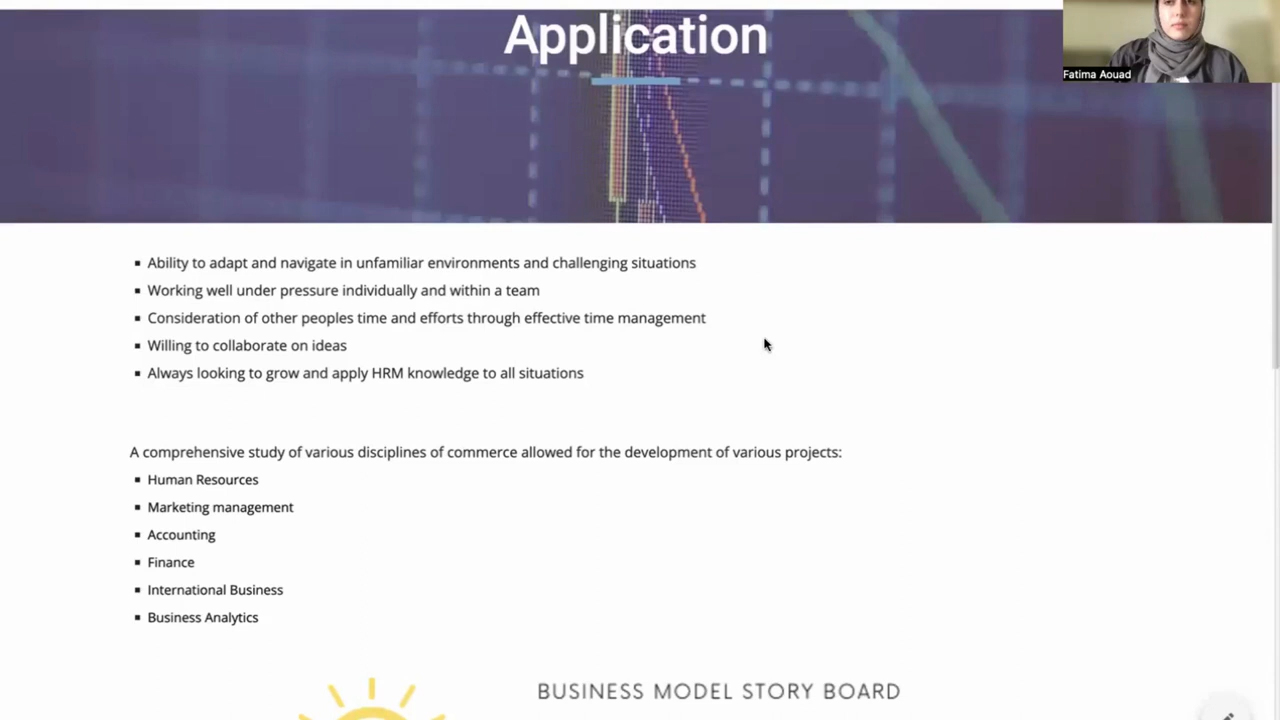 Application
Fatima Aouad
Ability to adapt and navigate in unfamiliar environments and challenging situations
Working well under pressure individually and within a team
Consideration of other peoples time and efforts through effective time management
Willing to collaborate on ideas
Always looking to grow and apply HRM knowledge to all situations
A comprehensive study of various disciplines of commerce allowed for the development of various projects:
Human Resources
Marketing management
Accounting
Finance
International Business
Business Analytics
BUSINESS MODEL STORY BOARD